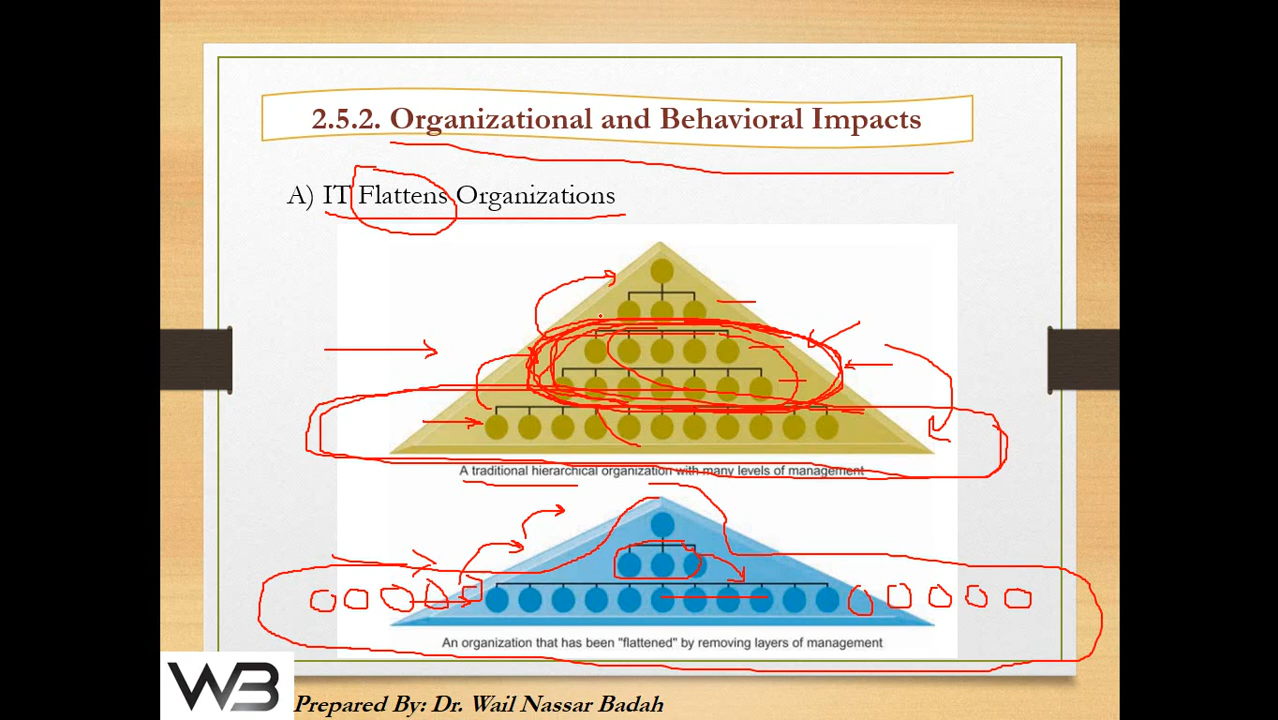 2.5.2. Organizational and Behavioral Impacts
A) IT Flattens Organizations
A traditional hierarchical organization with many levels of management
An organization that has been "flattened" by removing layers of management
WB
Prepared By: Dr. Wail Nassar Badah